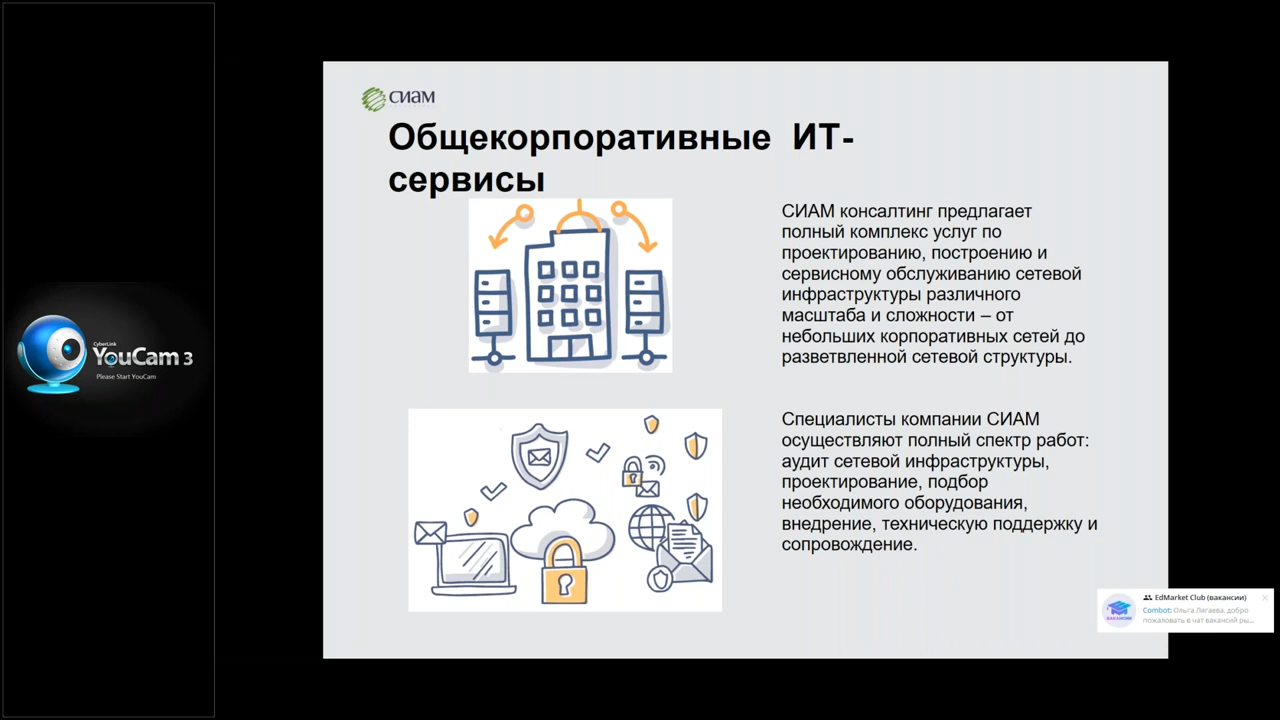 CyberLink
YouCam 3
Please Start YouCam
СИАМ
Общекорпоративные ИТ-
сервисы
СИАМ консалтинг предлагает
полный комплекс услуг по
проектированию, построению и
сервисному обслуживанию сетевой
инфраструктуры различного
масштаба и сложности – от
небольших корпоративных сетей до
разветвленной сетевой структуры.
Специалисты компании СИАМ
осуществляют полный спектр работ:
аудит сетевой инфраструктуры,
проектирование, подбор
необходимого оборудования,
внедрение, техническую поддержку и
сопровождение.
EdMarket Club (вакансии)
Combot: Ольга Лягаева, добро
пожаловать в чат вакансий ры...
ВАКАНСИИ